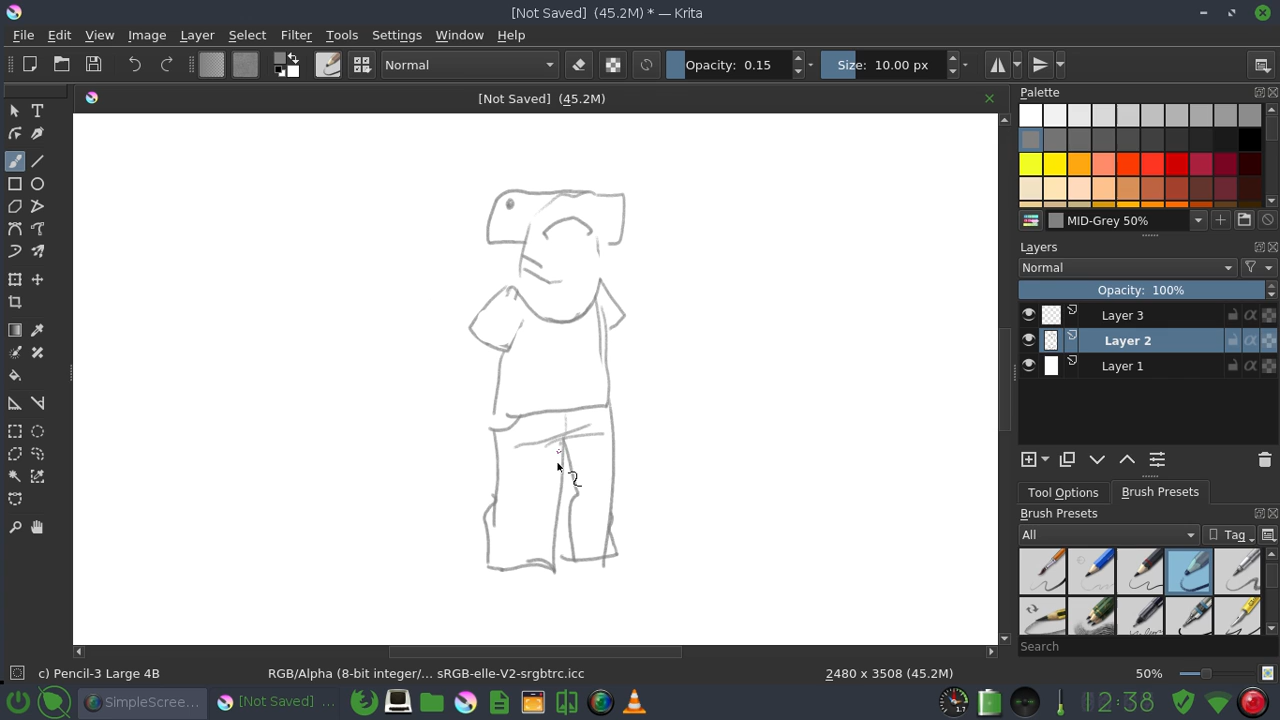 [Not Saved]  (45.2M) * — Krita
File Edit View Image Layer Select Filter Tools Settings Window Help
Normal Opacity: 0.15 Size: 10.00 px
[Not Saved]  (45.2M)
Palette
MID-Grey 50%
Layers
Normal
Opacity: 100%
Layer 3
Layer 2
Layer 1
Tool Options Brush Presets
Brush Presets
All Tag
Search
c) Pencil-3 Large 4B RGB/Alpha (8-bit integer/... sRGB-elle-V2-srgbtrc.icc 2480 x 3508 (45.2M) 50%
SimpleScree... [Not Saved] ... 1.7 12:38